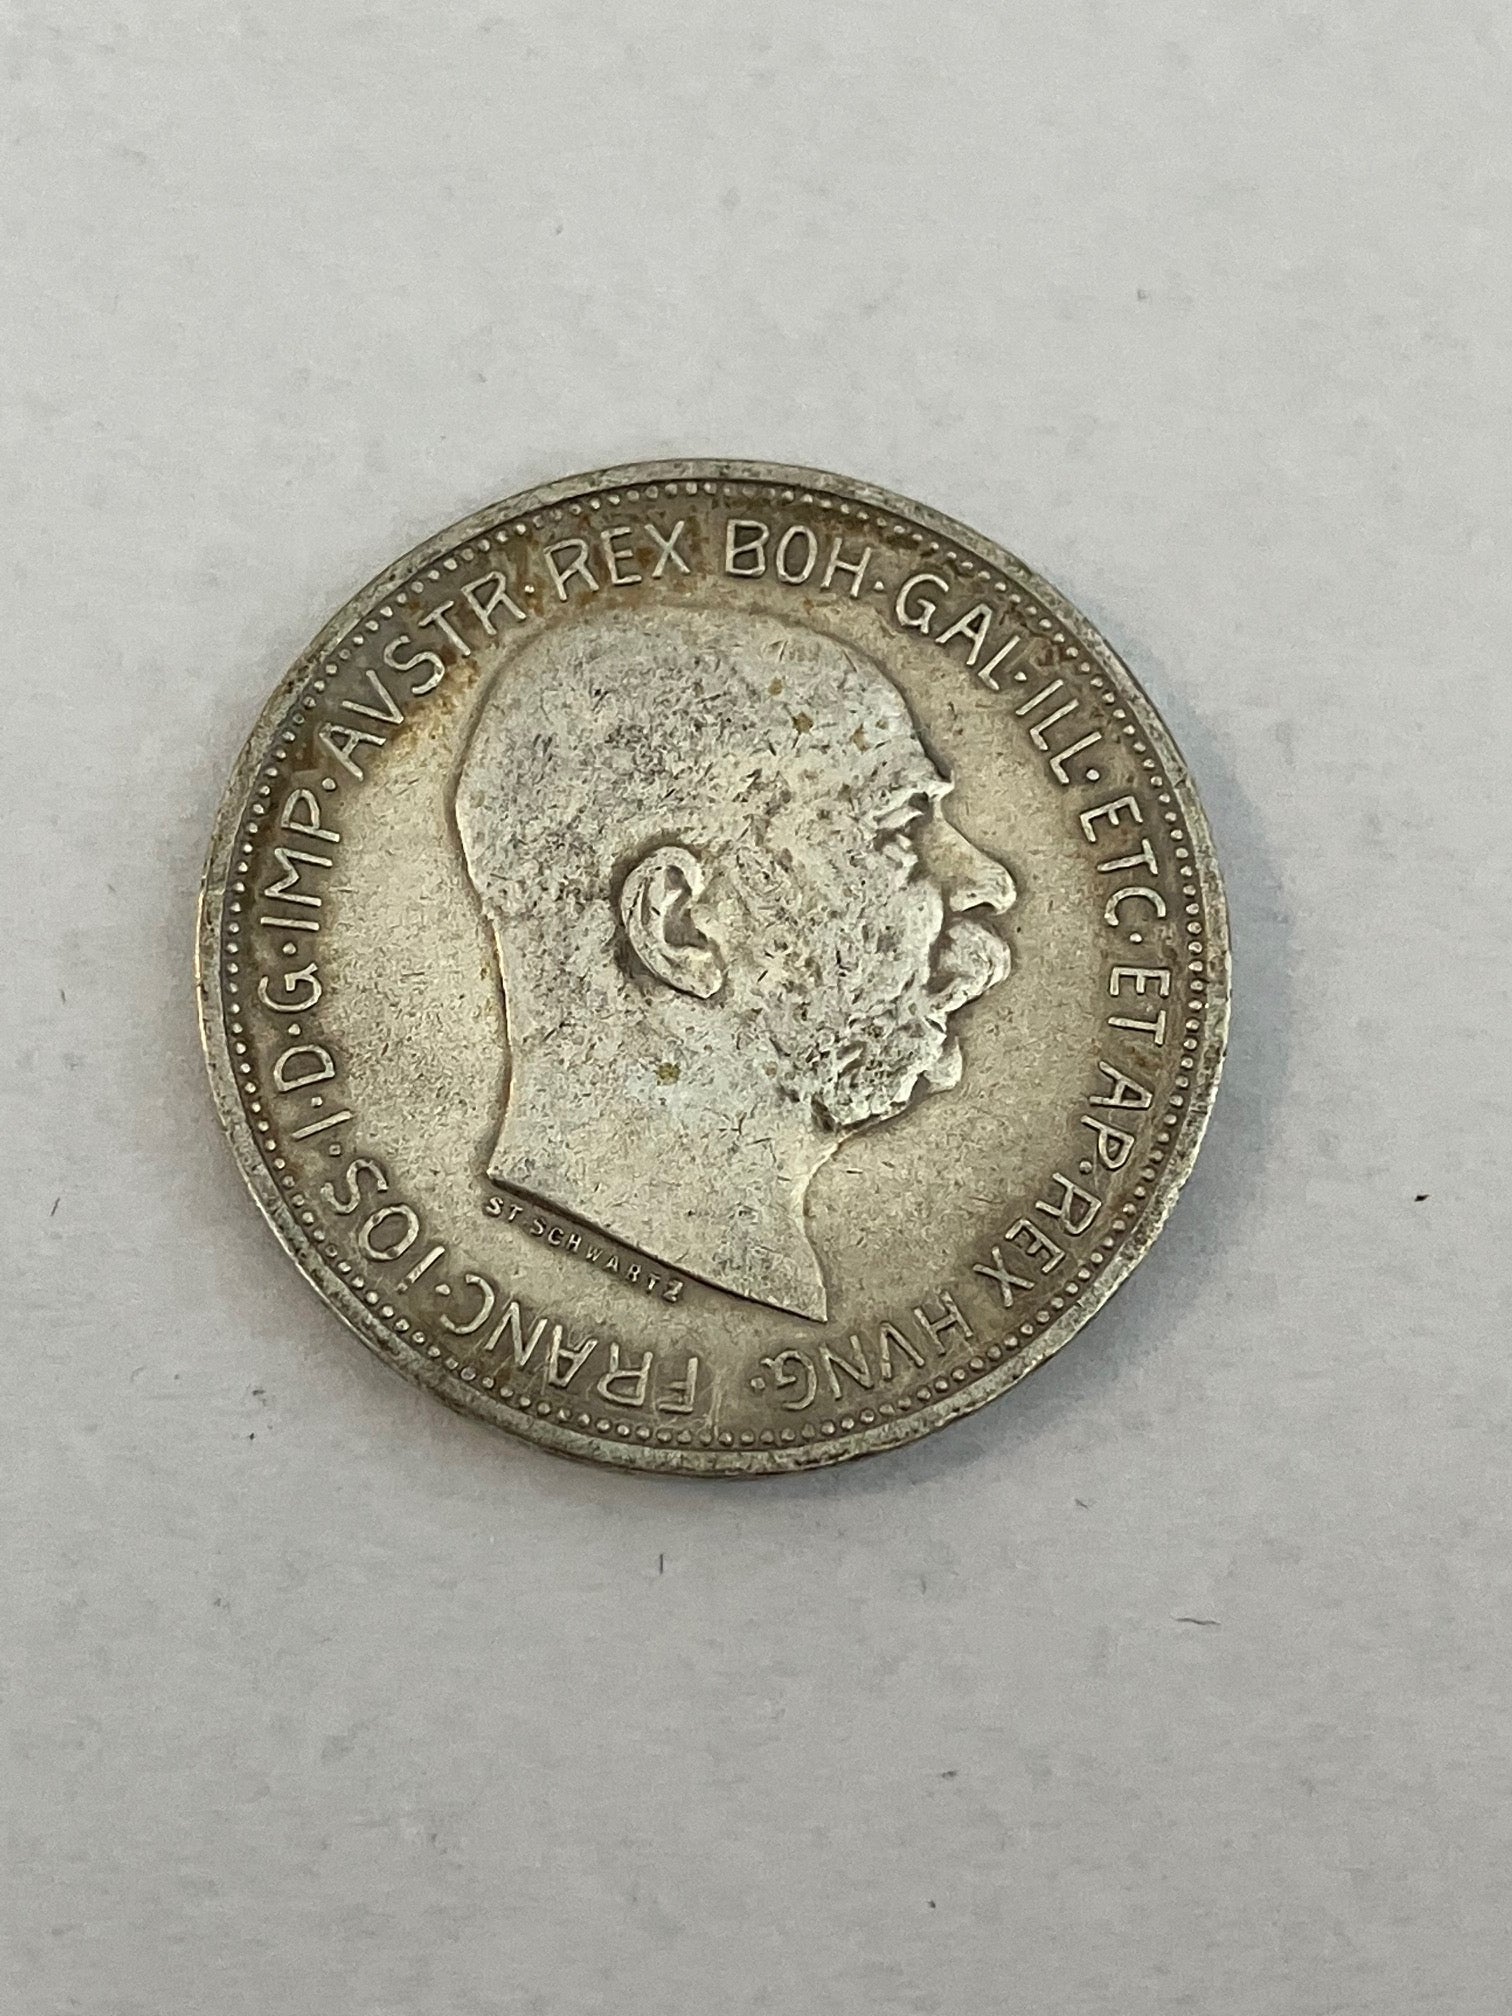 FRANC·IOS·I·D·G·IMP·AVSTR·REX BOH·GAL·ILL·ETC·ET AP·REX HVNG·
ST. SCHWARTZ